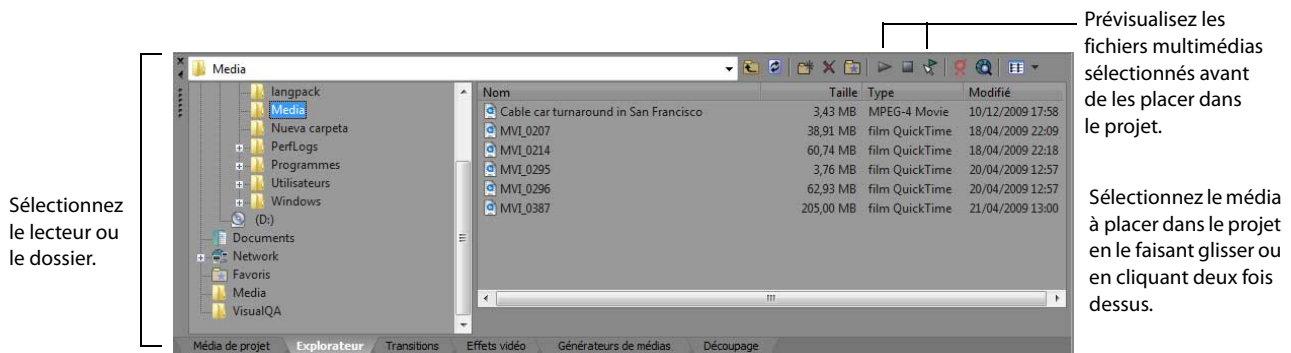 Prévisualisez les
fichiers multimédias
sélectionnés avant
de les placer dans
le projet.
Media
langpack
Media
Nueva carpeta
PerfLogs
Programmes
Utilisateurs
Windows
(D:)
Documents
Network
Favoris
Media
VisualQA
Nom Taille Type Modifié
Cable car turnaround in San Francisco 3,43 MB MPEG-4 Movie 10/12/2009 17:58
MVI_0207 38,91 MB film QuickTime 18/04/2009 22:09
MVI_0214 60,74 MB film QuickTime 18/04/2009 22:18
MVI_0295 3,76 MB film QuickTime 20/04/2009 12:57
MVI_0296 62,93 MB film QuickTime 20/04/2009 12:57
MVI_0387 205,00 MB film QuickTime 21/04/2009 13:00
Sélectionnez
le lecteur ou
le dossier.
Sélectionnez le média
à placer dans le projet
en le faisant glisser ou
en cliquant deux fois
dessus.
Média de projet Explorateur Transitions Effets vidéo Générateurs de médias Découpage